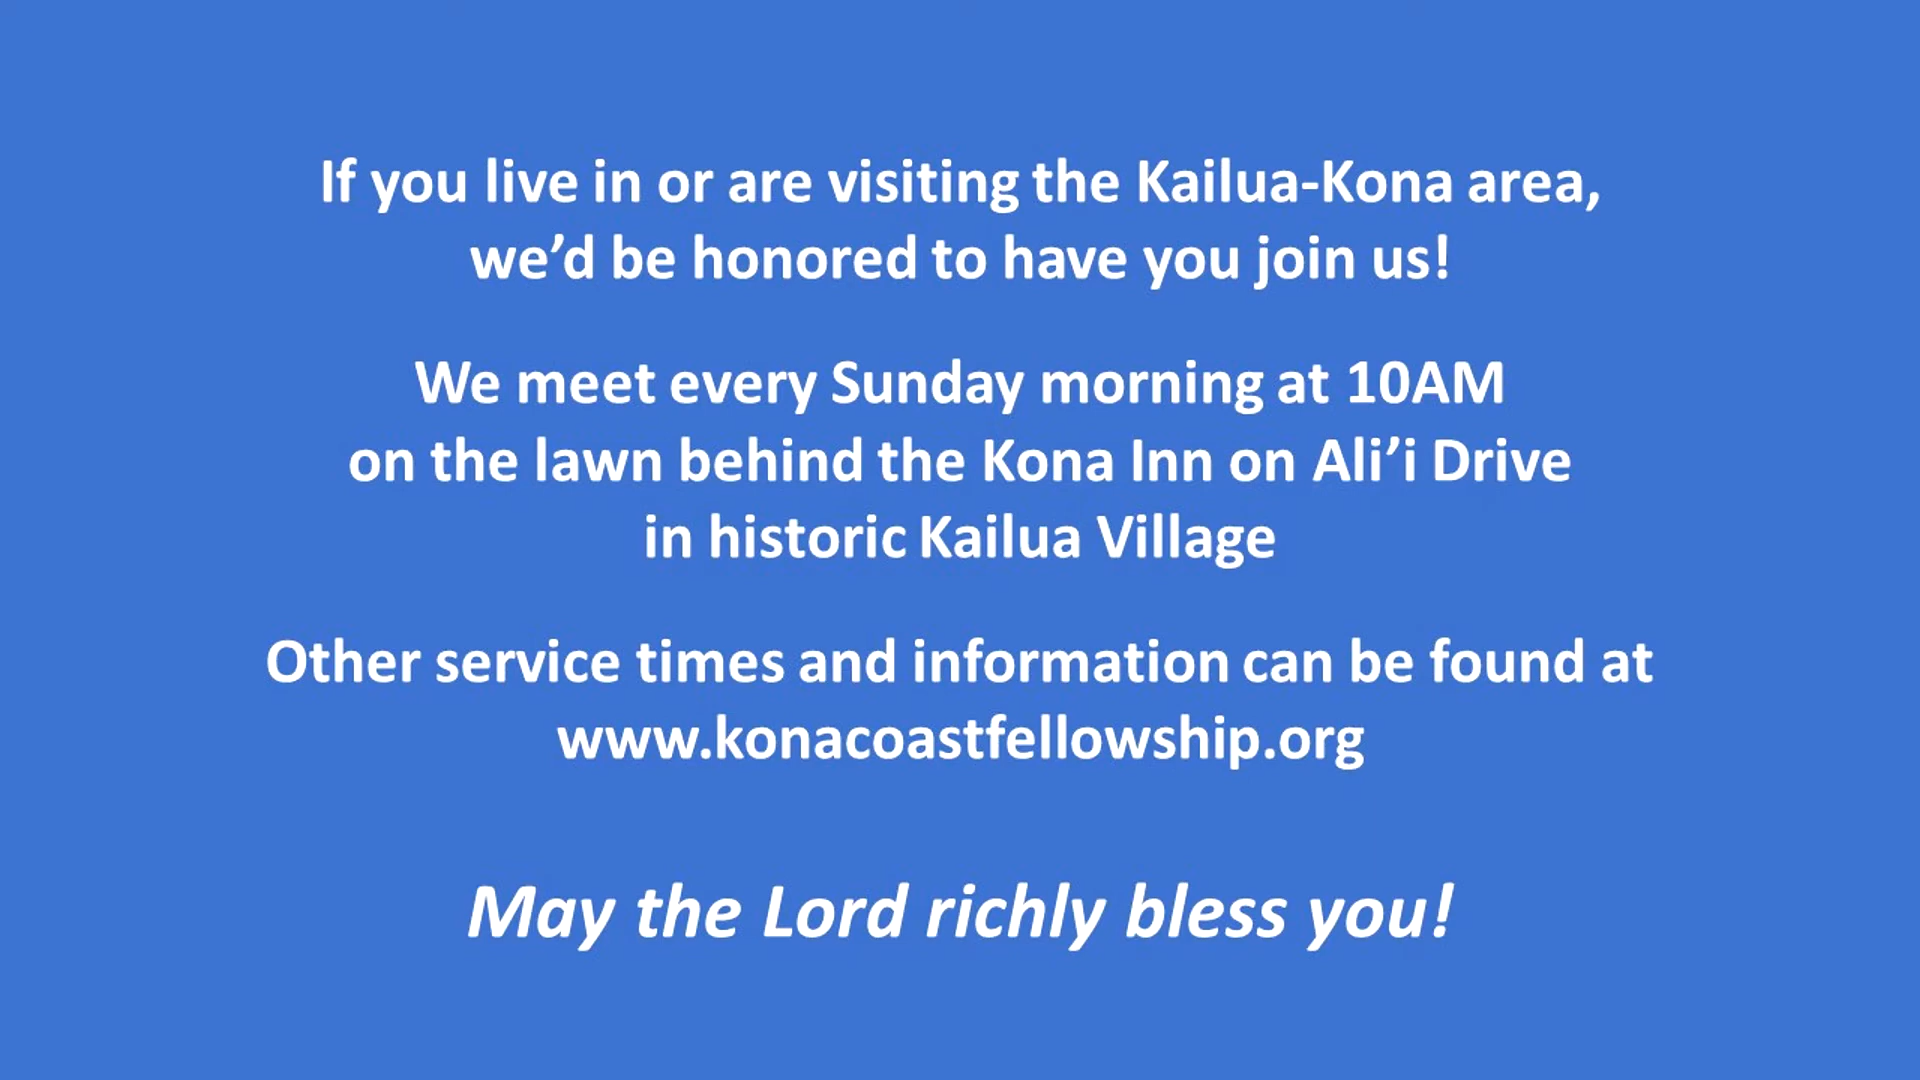 If you live in or are visiting the Kailua-Kona area,
we’d be honored to have you join us!
We meet every Sunday morning at 10AM
on the lawn behind the Kona Inn on Ali’i Drive
in historic Kailua Village
Other service times and information can be found at
www.konacoastfellowship.org
May the Lord richly bless you!